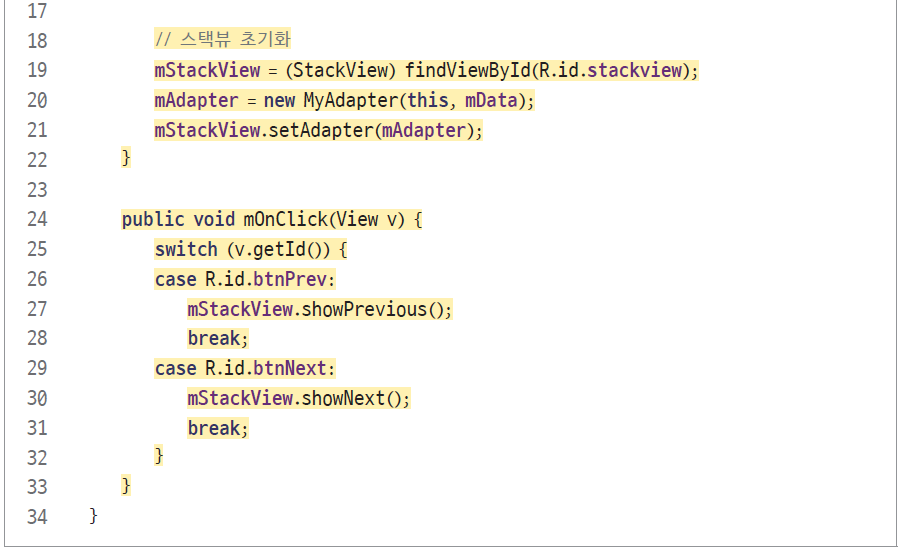 17
18 // 스택뷰 초기화
19 mStackView = (StackView) findViewById(R.id.stackview);
20 mAdapter = new MyAdapter(this, mData);
21 mStackView.setAdapter(mAdapter);
22 }
23
24 public void mOnClick(View v) {
25 switch (v.getId()) {
26 case R.id.btnPrev:
27 mStackView.showPrevious();
28 break;
29 case R.id.btnNext:
30 mStackView.showNext();
31 break;
32 }
33 }
34 }